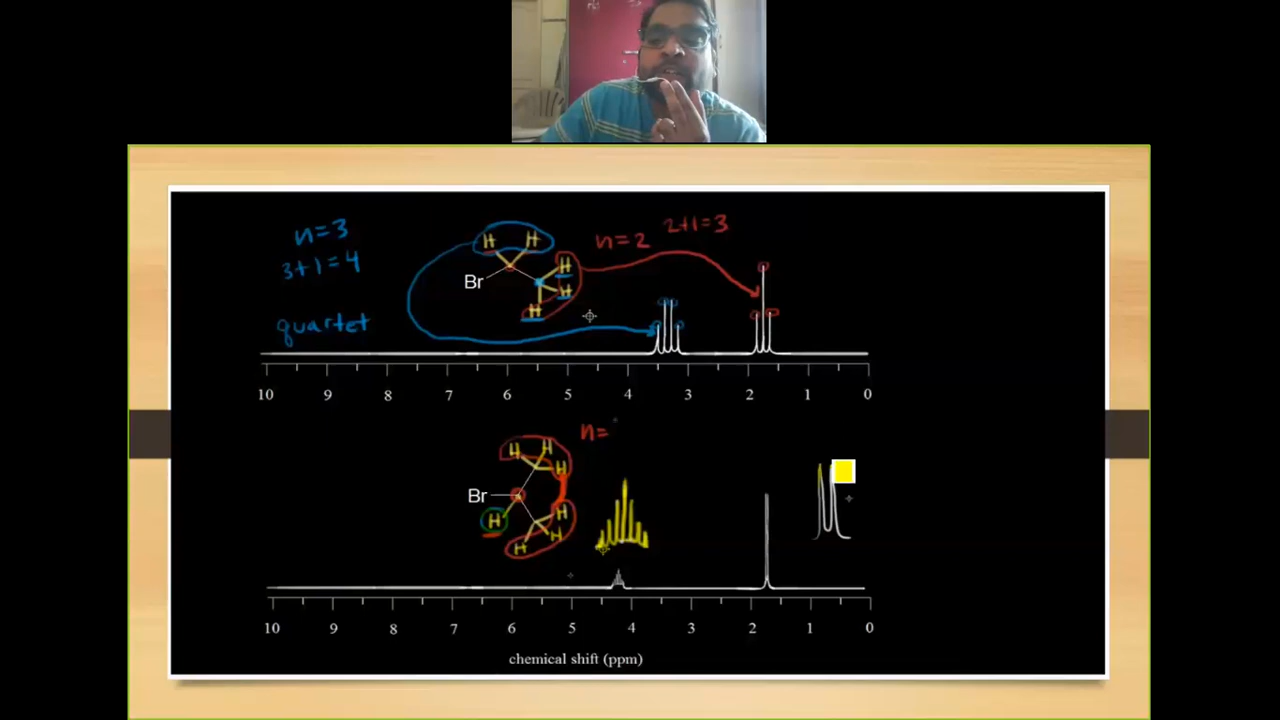 n=3
3+1=4
quartet
H H
Br
H
H
H
n=2 2+1=3
10 9 8 7 6 5 4 3 2 1 0
n=
H H
H
Br
H
H
H
H
10 9 8 7 6 5 4 3 2 1 0
chemical shift (ppm)